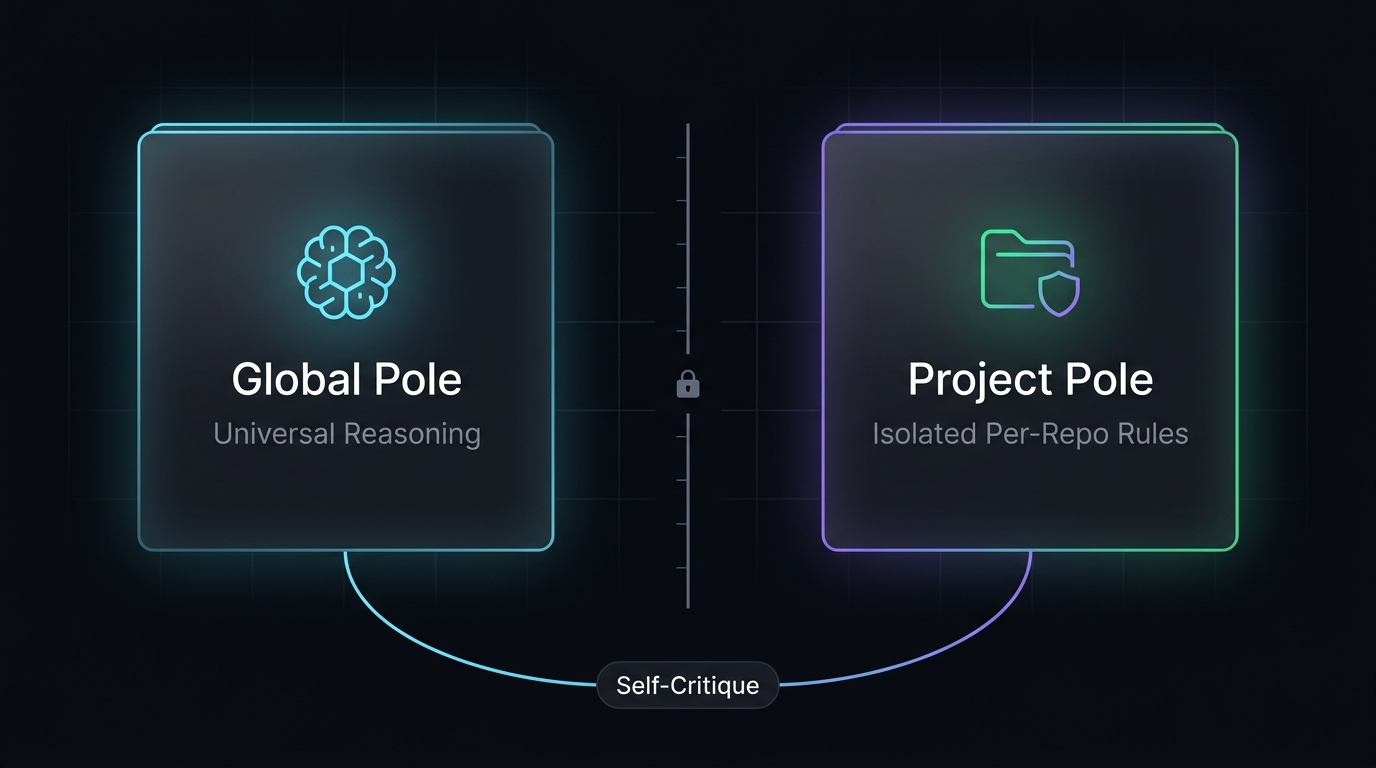 Global Pole
Universal Reasoning
Project Pole
Isolated Per-Repo Rules
Self-Critique